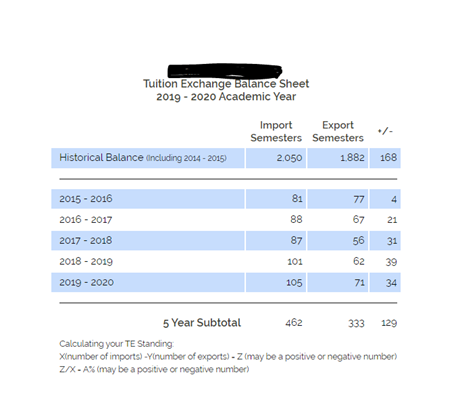 Tuition Exchange Balance Sheet
2019 - 2020 Academic Year
Import Semesters Export Semesters +/-
Historical Balance (Including 2014 - 2015) 2,050 1,882 168
2015 - 2016 81 77 4
2016 - 2017 88 67 21
2017 - 2018 87 56 31
2018 - 2019 101 62 39
2019 - 2020 105 71 34
5 Year Subtotal 462 333 129
Calculating your TE Standing:
X(number of imports) -Y(number of exports) = Z (may be a positive or negative number)
Z/X = A% (may be a positive or negative number)